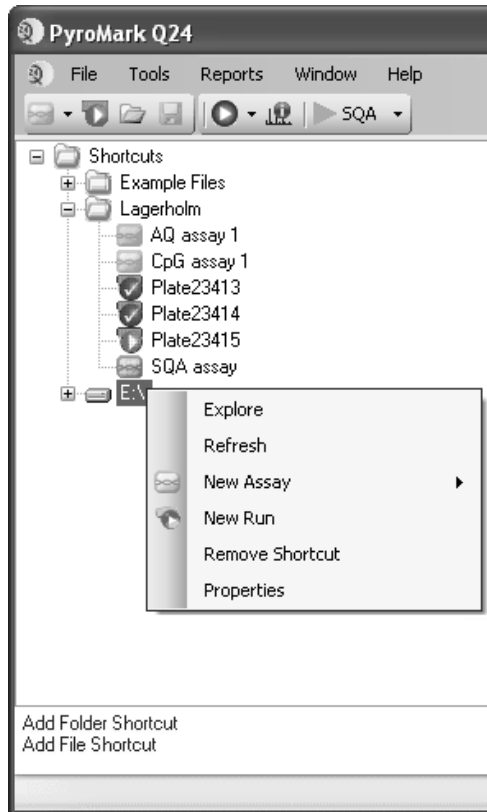 PyroMark Q24
File Tools Reports Window Help
SQA
Shortcuts
Example Files
Lagerholm
AQ assay 1
CpG assay 1
Plate23413
Plate23414
Plate23415
SQA assay
E:\
Explore
Refresh
New Assay
New Run
Remove Shortcut
Properties
Add Folder Shortcut
Add File Shortcut